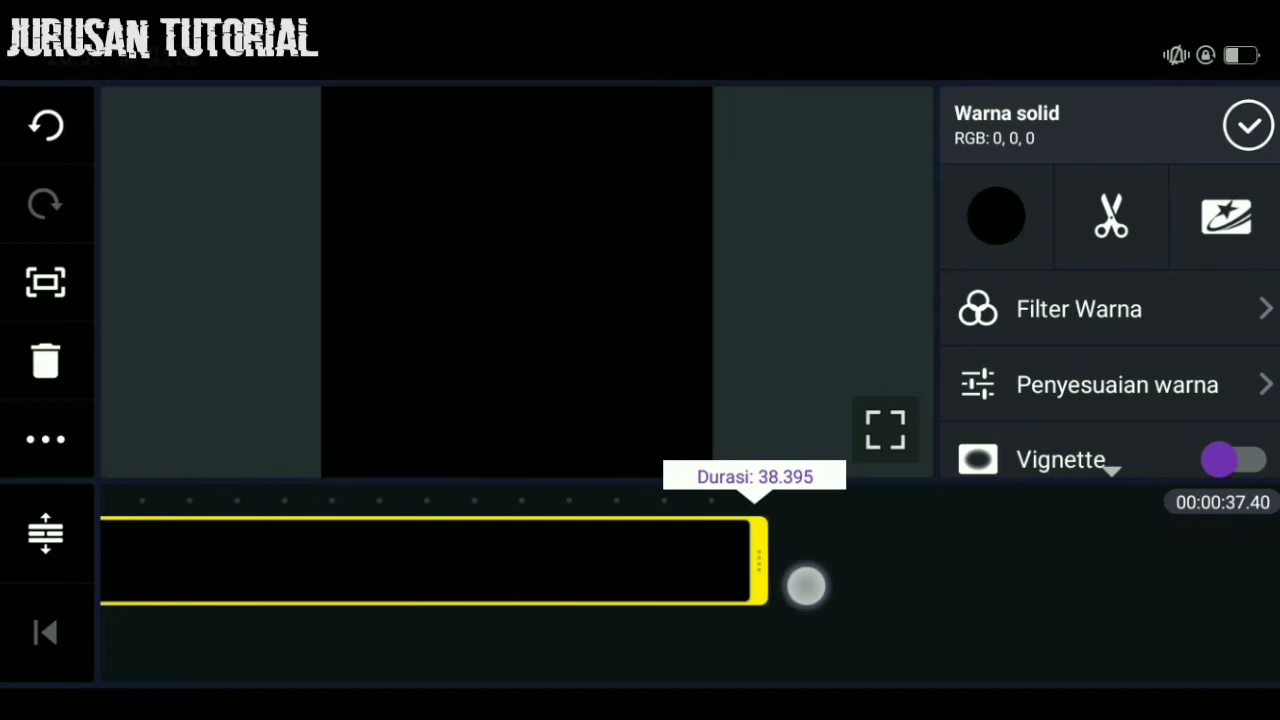 JURUSAN TUTORIAL
Warna solid
RGB: 0, 0, 0
Filter Warna
Penyesuaian warna
Vignette
Durasi: 38.395
00:00:37.40